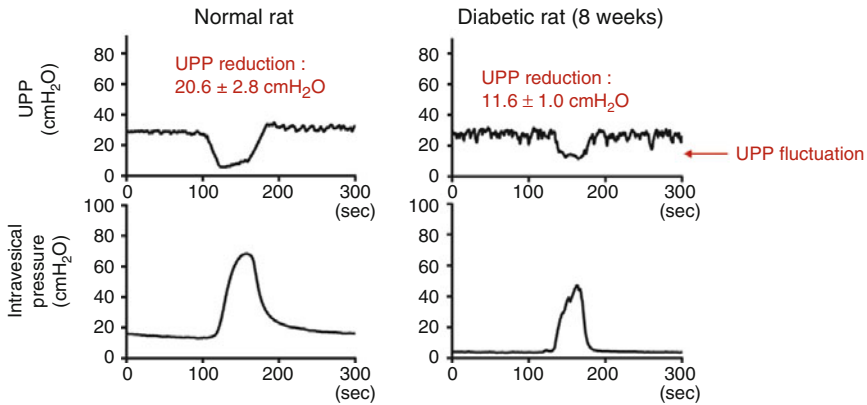 Normal rat
Diabetic rat (8 weeks)
UPP
(cmH₂O)
80
60
40
20
0
UPP reduction :
20.6 ± 2.8 cmH₂O
0
100
200
300
(sec)
80
60
40
20
0
UPP reduction :
11.6 ± 1.0 cmH₂O
UPP fluctuation
0
100
200
300
(sec)
Intravesical
pressure
(cmH₂O)
100
80
60
40
20
0
0
100
200
300
(sec)
100
80
60
40
20
0
0
100
200
300
(sec)